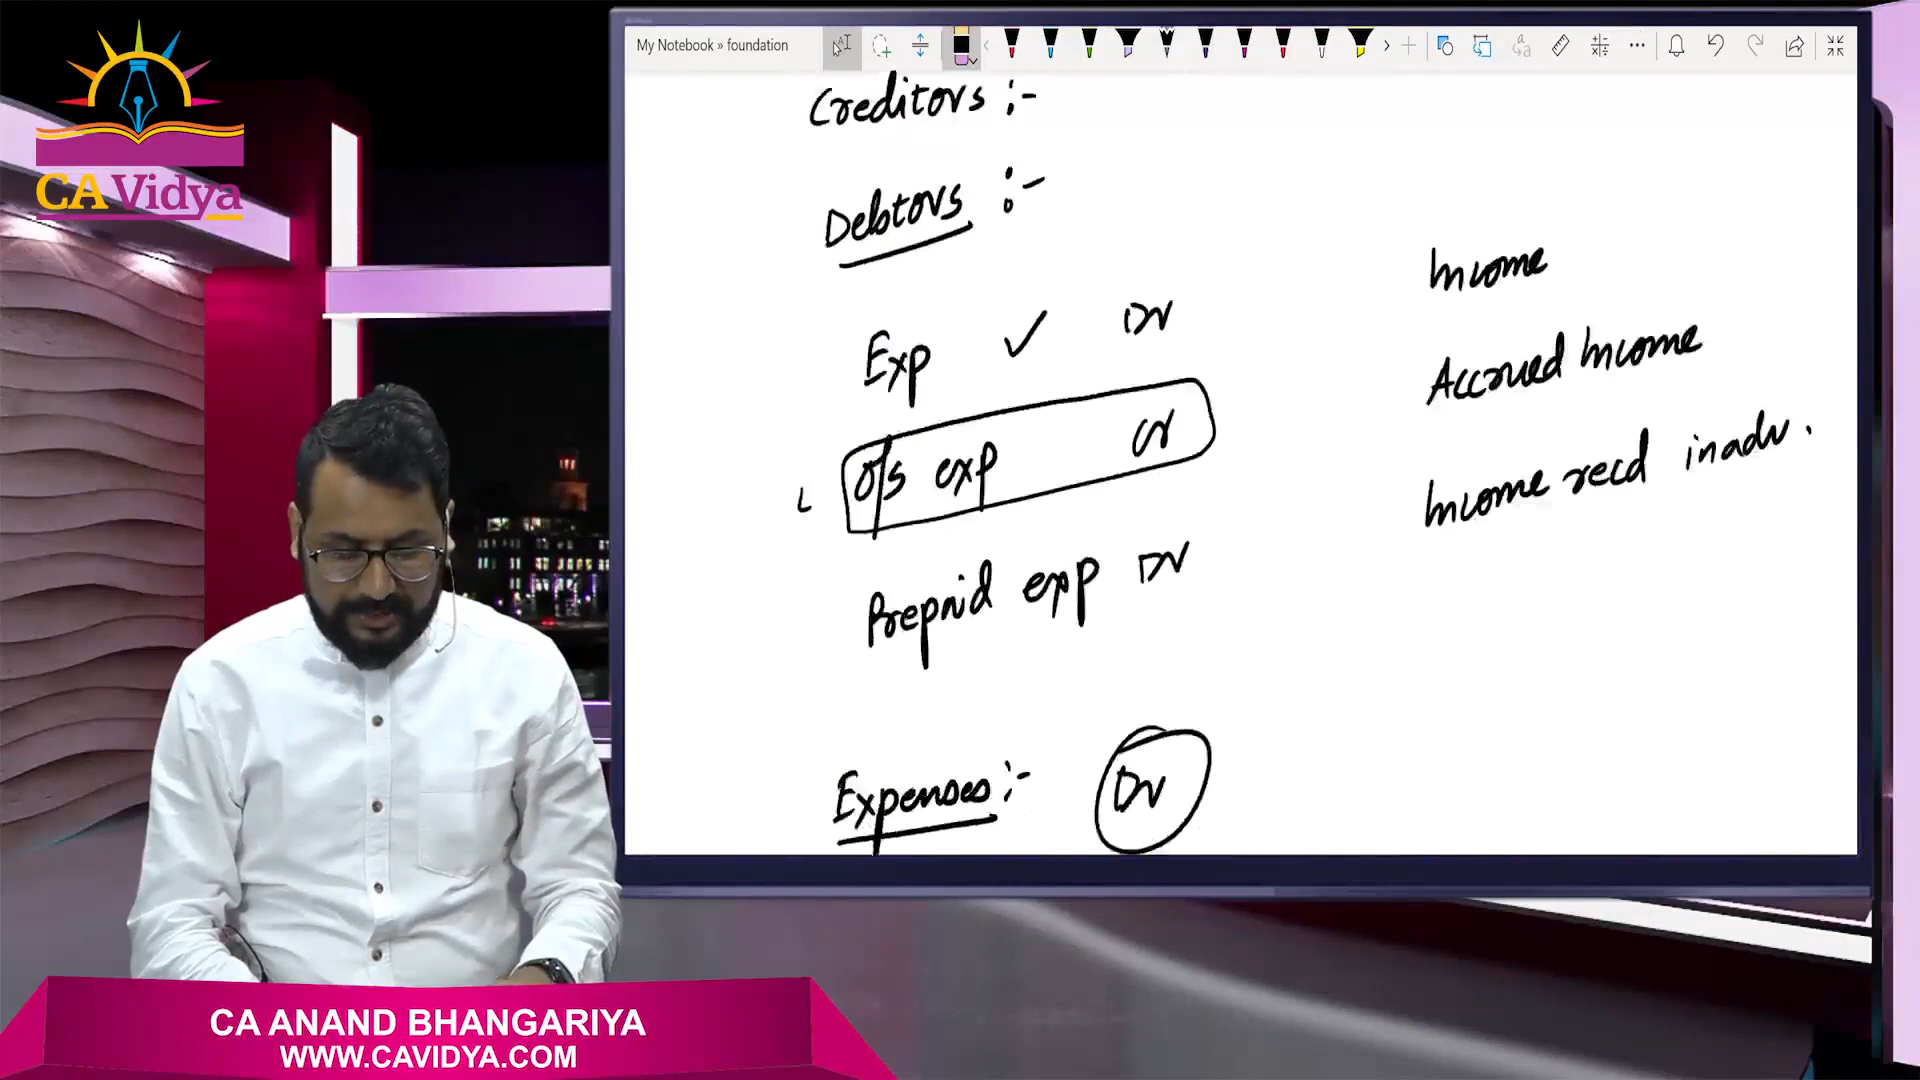 CA Vidya
My Notebook » foundation
Creditors :-
Debtors :-
Exp ✓ Dr
O/S exp Cr
Prepaid exp Dr
Expenses :- Dr
Income
Accrued Income
Income recd in adv.
CA ANAND BHANGARIYA
WWW.CAVIDYA.COM